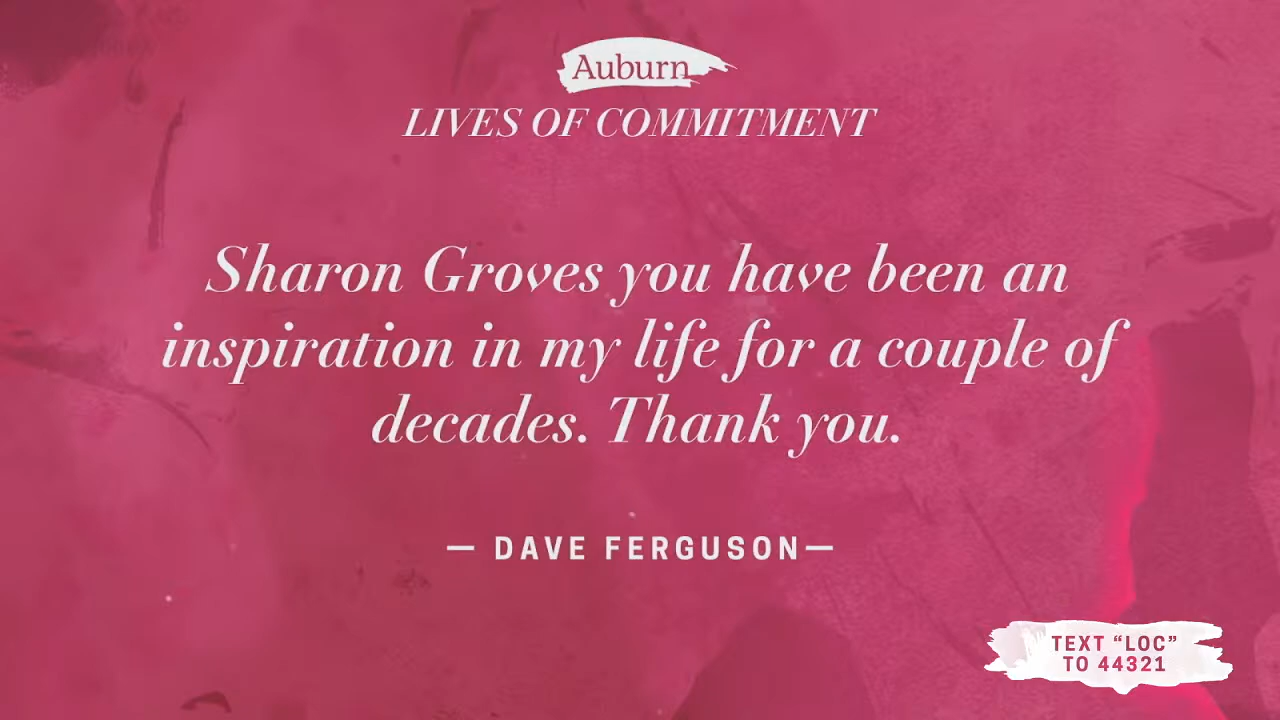 Auburn
LIVES OF COMMITMENT
Sharon Groves you have been an
inspiration in my life for a couple of
decades. Thank you.
— DAVE FERGUSON—
TEXT “LOC”
TO 44321